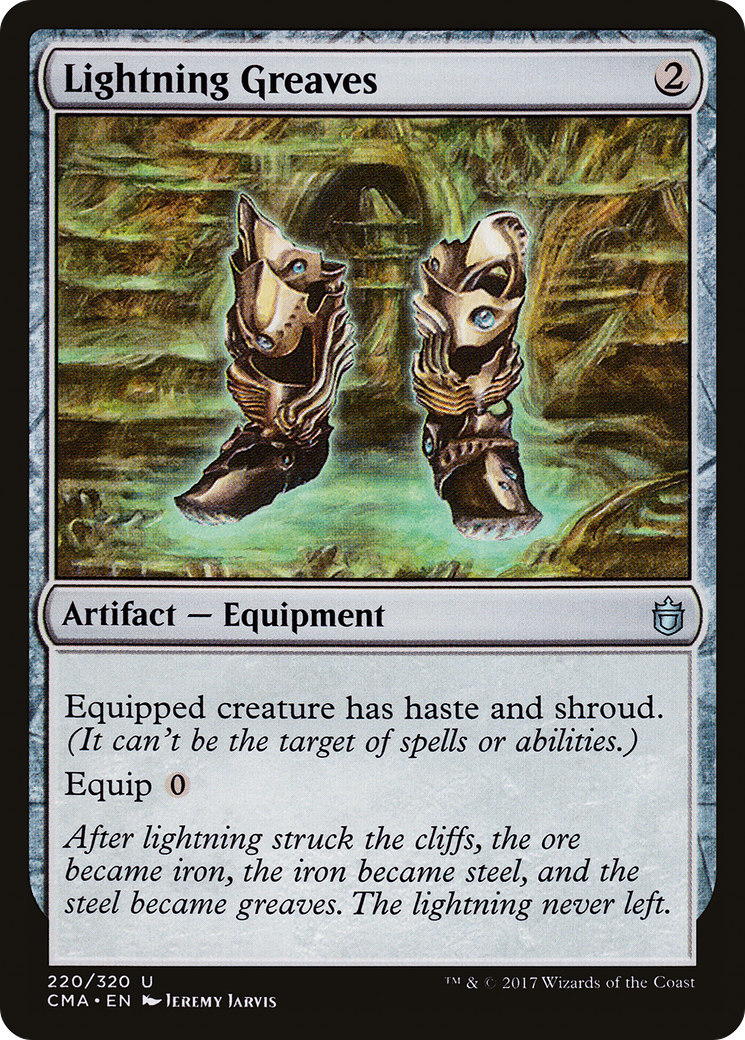 Lightning Greaves 2
Artifact — Equipment
Equipped creature has haste and shroud.
(It can't be the target of spells or abilities.)
Equip 0
After lightning struck the cliffs, the ore
became iron, the iron became steel, and the
steel became greaves. The lightning never left.
220/320 U ™ & © 2017 Wizards of the Coast
CMA • EN Jeremy Jarvis